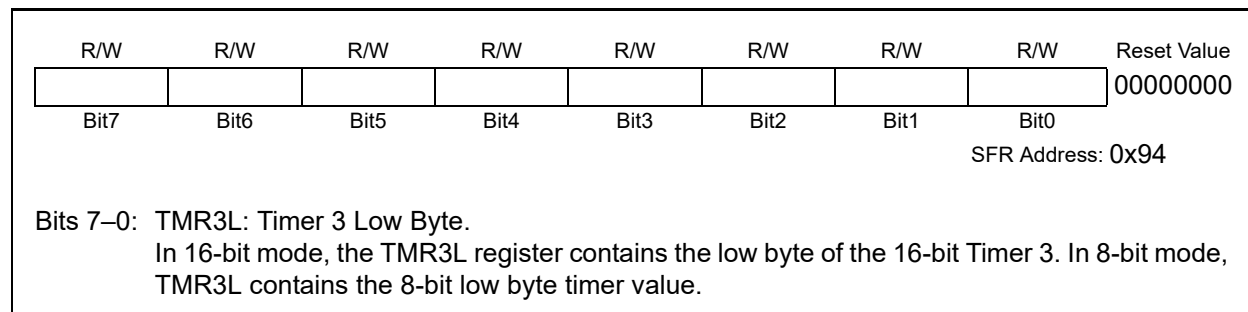 R/W R/W R/W R/W R/W R/W R/W R/W Reset Value
00000000
Bit7 Bit6 Bit5 Bit4 Bit3 Bit2 Bit1 Bit0
SFR Address: 0x94
Bits 7–0: TMR3L: Timer 3 Low Byte.
In 16-bit mode, the TMR3L register contains the low byte of the 16-bit Timer 3. In 8-bit mode,
TMR3L contains the 8-bit low byte timer value.